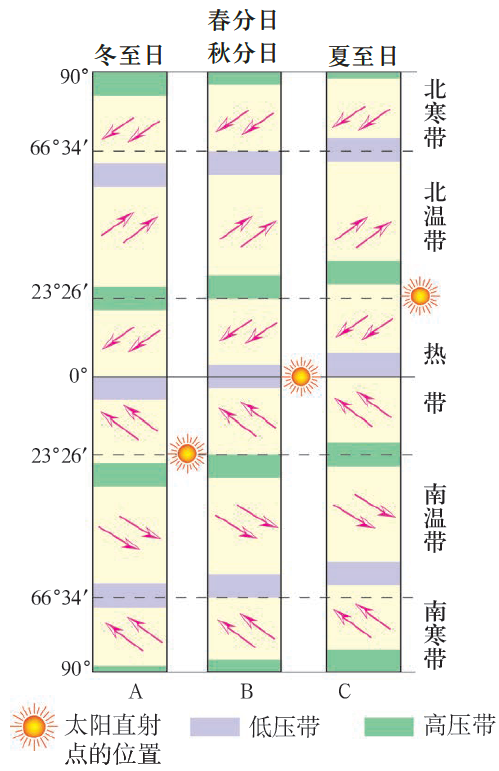 春分日
冬至日 秋分日 夏至日
90°
北寒带
66°34′
北温带
23°26′
热带
0°
23°26′
南温带
66°34′
南寒带
90°
A B C
太阳直射点的位置
低压带
高压带